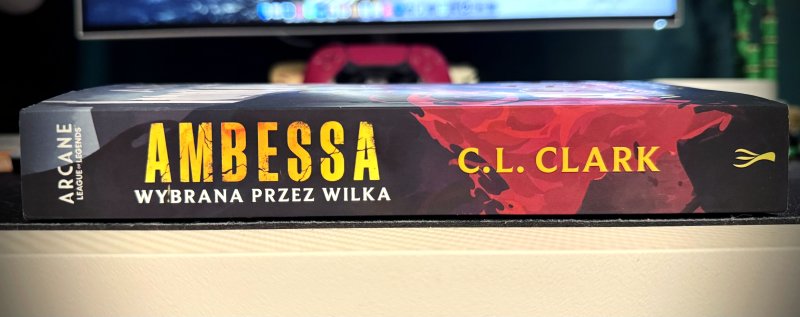 ARCANE
LEAGUE OF LEGENDS
AMBESSA
WYBRANA PRZEZ WILKA
C.L. CLARK